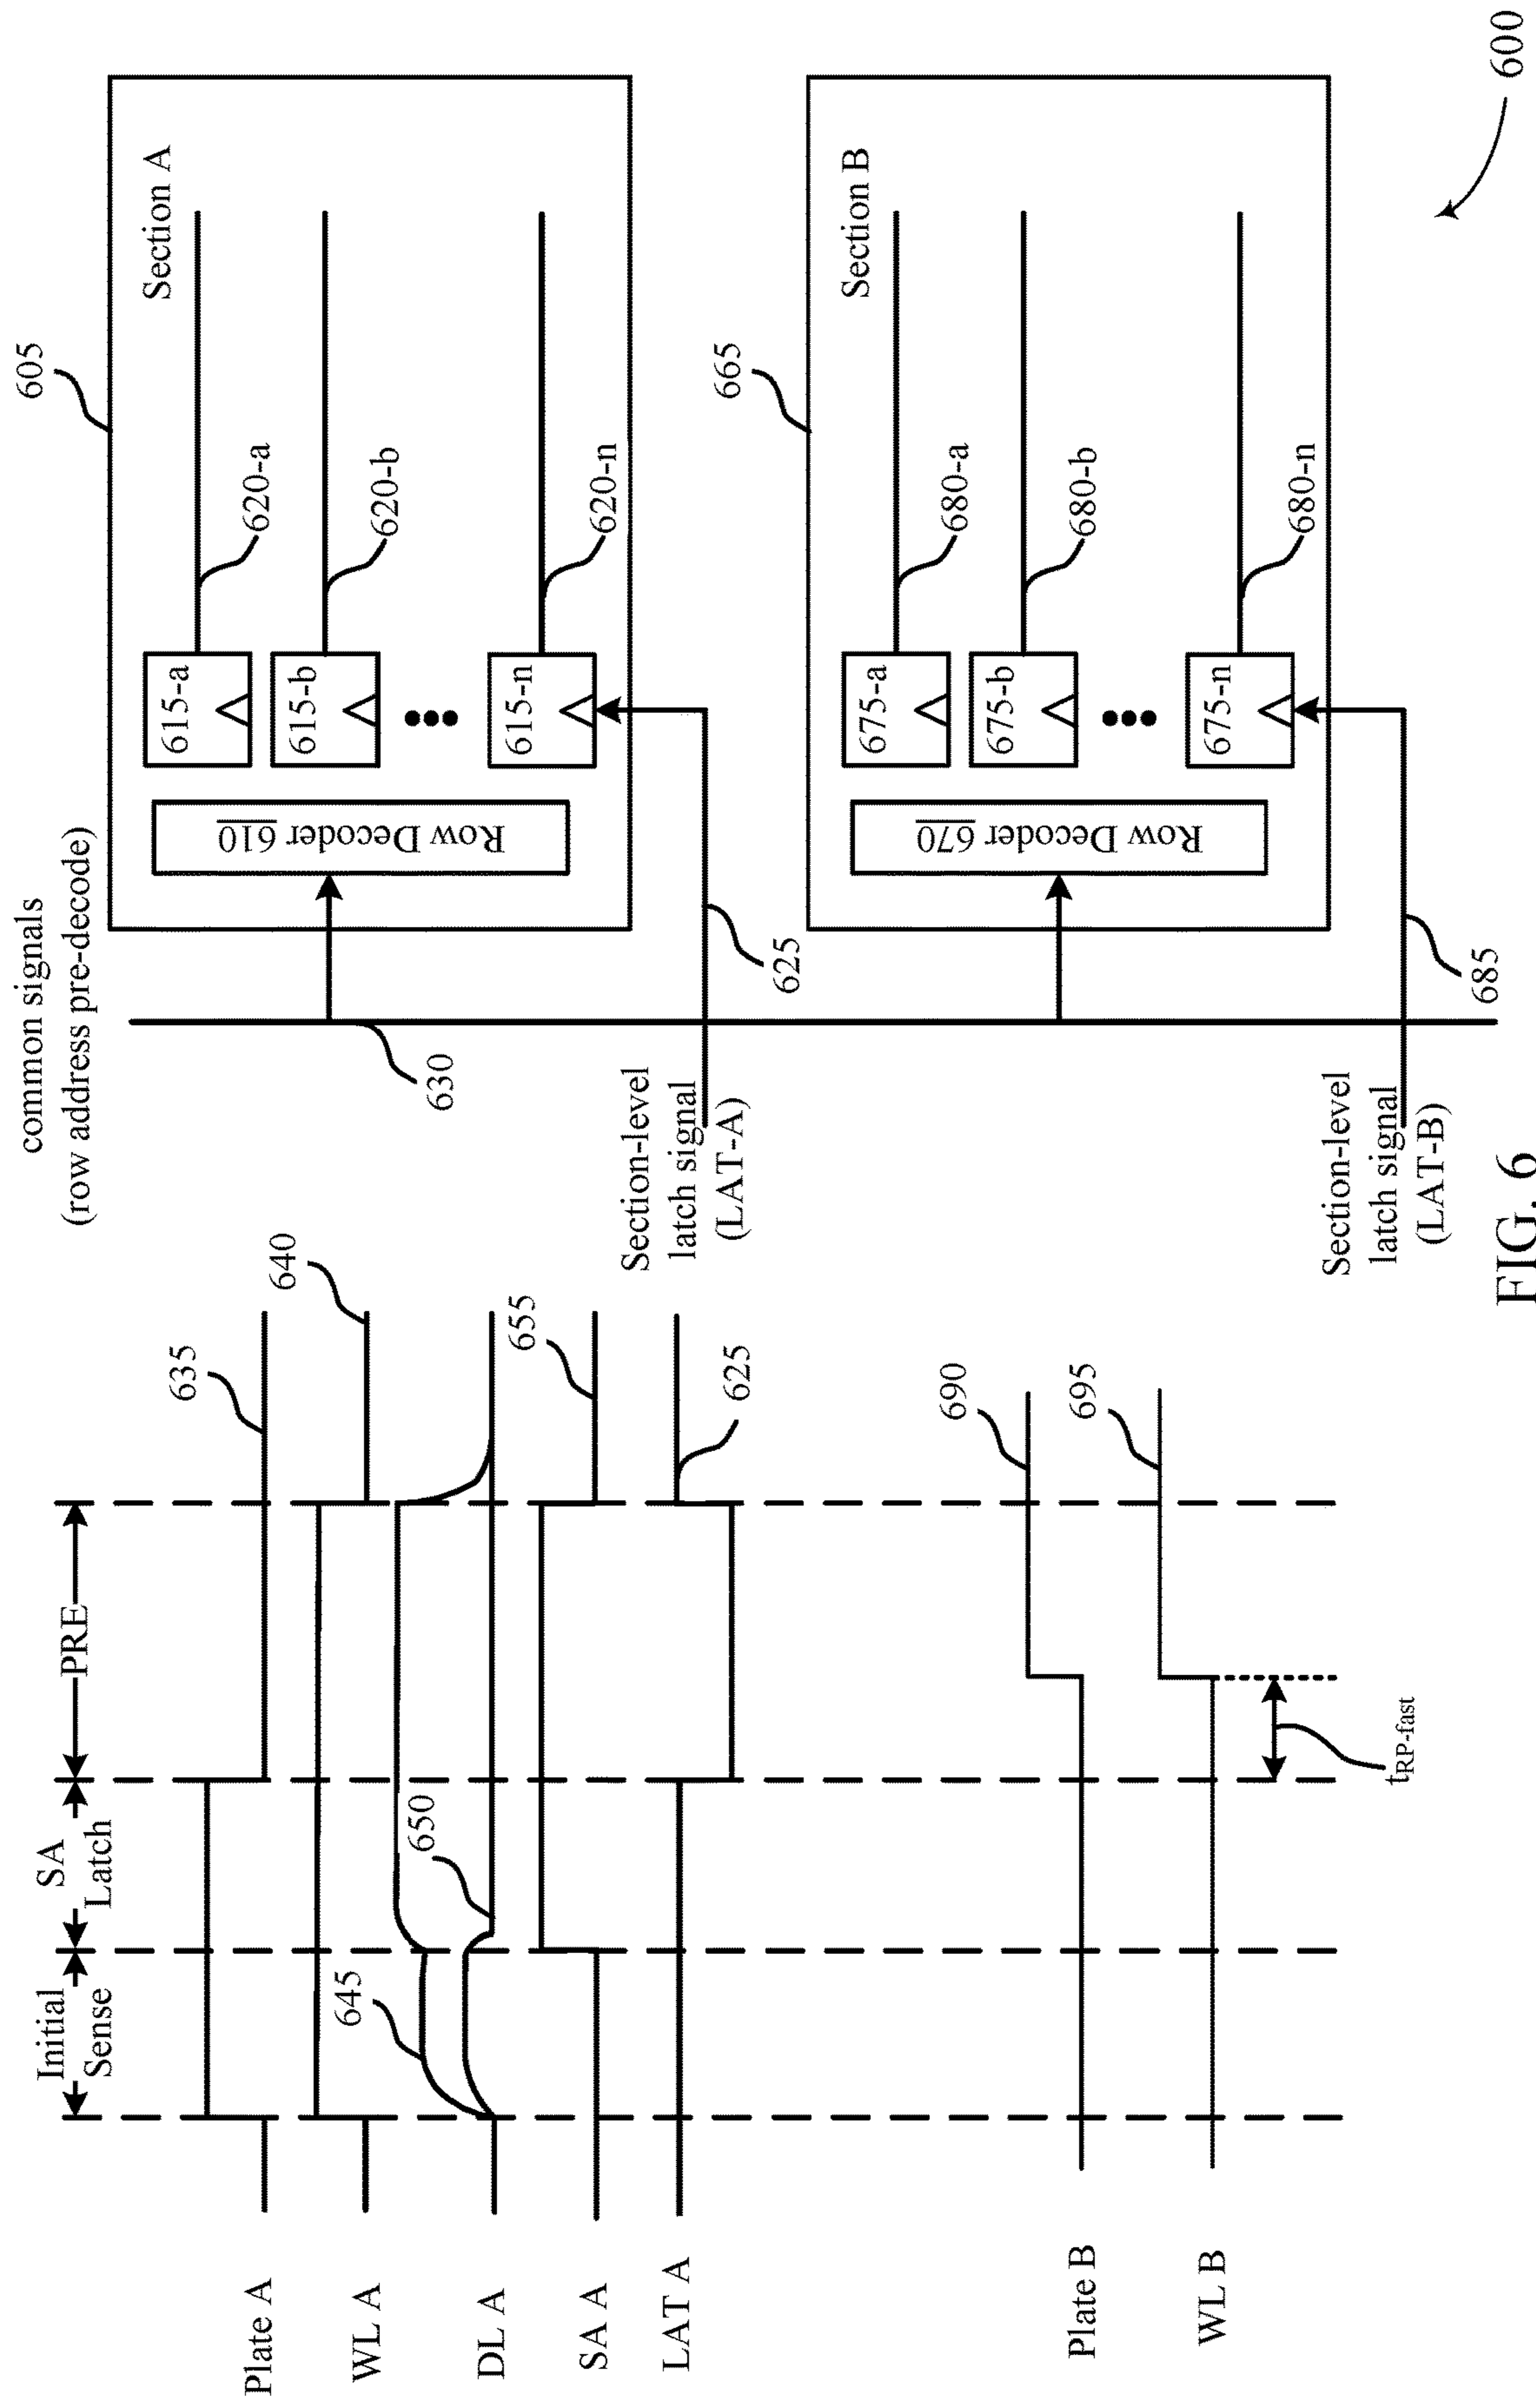 Initial
Sense
SA
Latch
PRE
635
Plate A
640
WL A
645
650
DL A
655
SA A
625
LAT A
690
Plate B
695
WL B
tRP-fast
common signals
(row address pre-decode)
630
605
Section A
Row Decoder 610
615-a
620-a
615-b
620-b
615-n
620-n
625
Section-level
latch signal
(LAT-A)
665
Section B
Row Decoder 670
675-a
680-a
675-b
680-b
675-n
680-n
685
Section-level
latch signal
(LAT-B)
600
FIG. 6